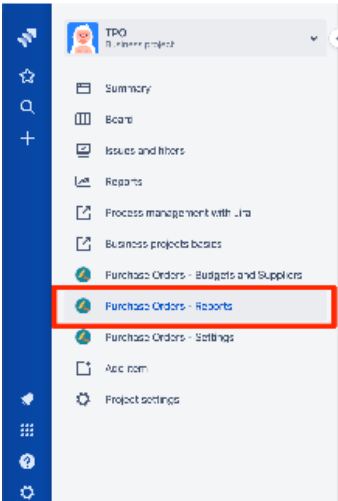 TPO
Business project
Summary
Board
Issues and filters
Reports
Process management with Jira
Business projects basics
Purchase Orders - Budgets and Suppliers
Purchase Orders - Reports
Purchase Orders - Settings
Add item
Project settings